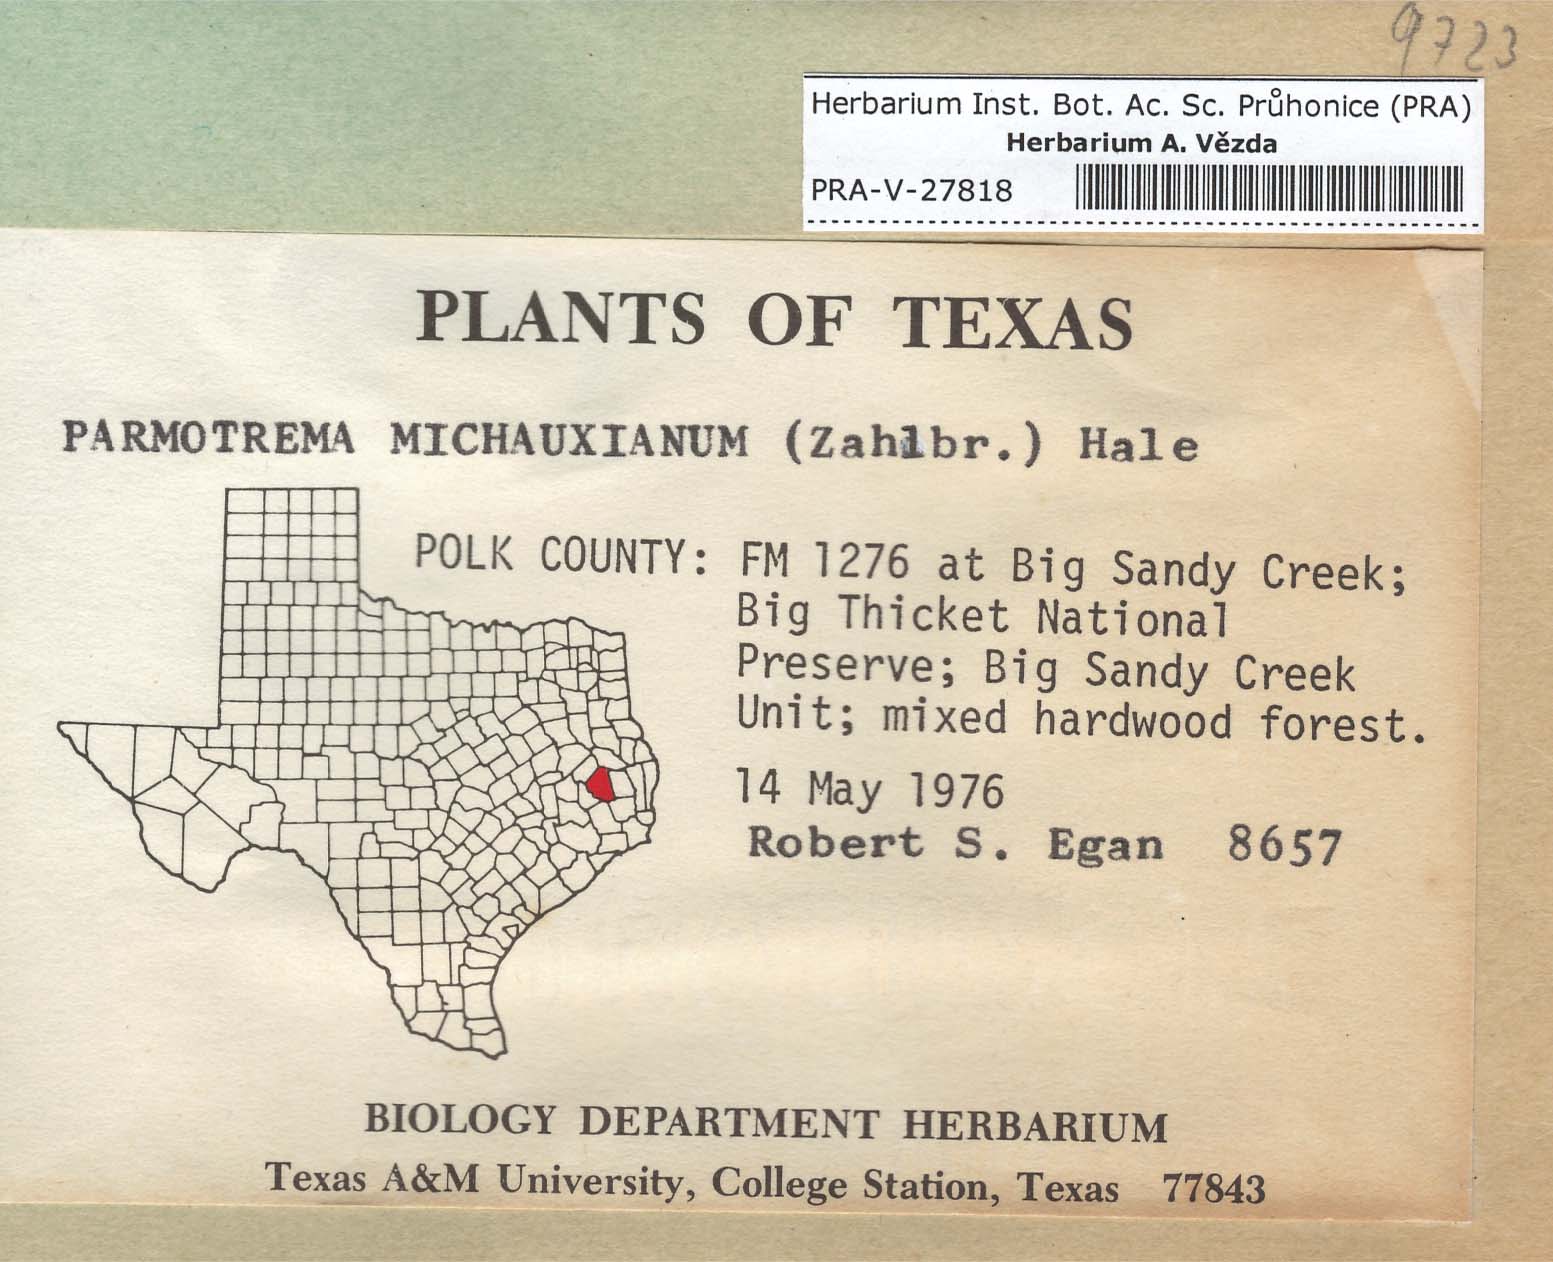 9723
Herbarium Inst. Bot. Ac. Sc. Průhonice (PRA)
Herbarium A. Vězda
PRA-V-27818
PLANTS OF TEXAS
PARMOTREMA MICHAUXIANUM (Zahlbr.) Hale
POLK COUNTY: FM 1276 at Big Sandy Creek;
Big Thicket National
Preserve; Big Sandy Creek
Unit; mixed hardwood forest.
14 May 1976
Robert S. Egan 8657
BIOLOGY DEPARTMENT HERBARIUM
Texas A&M University, College Station, Texas 77843